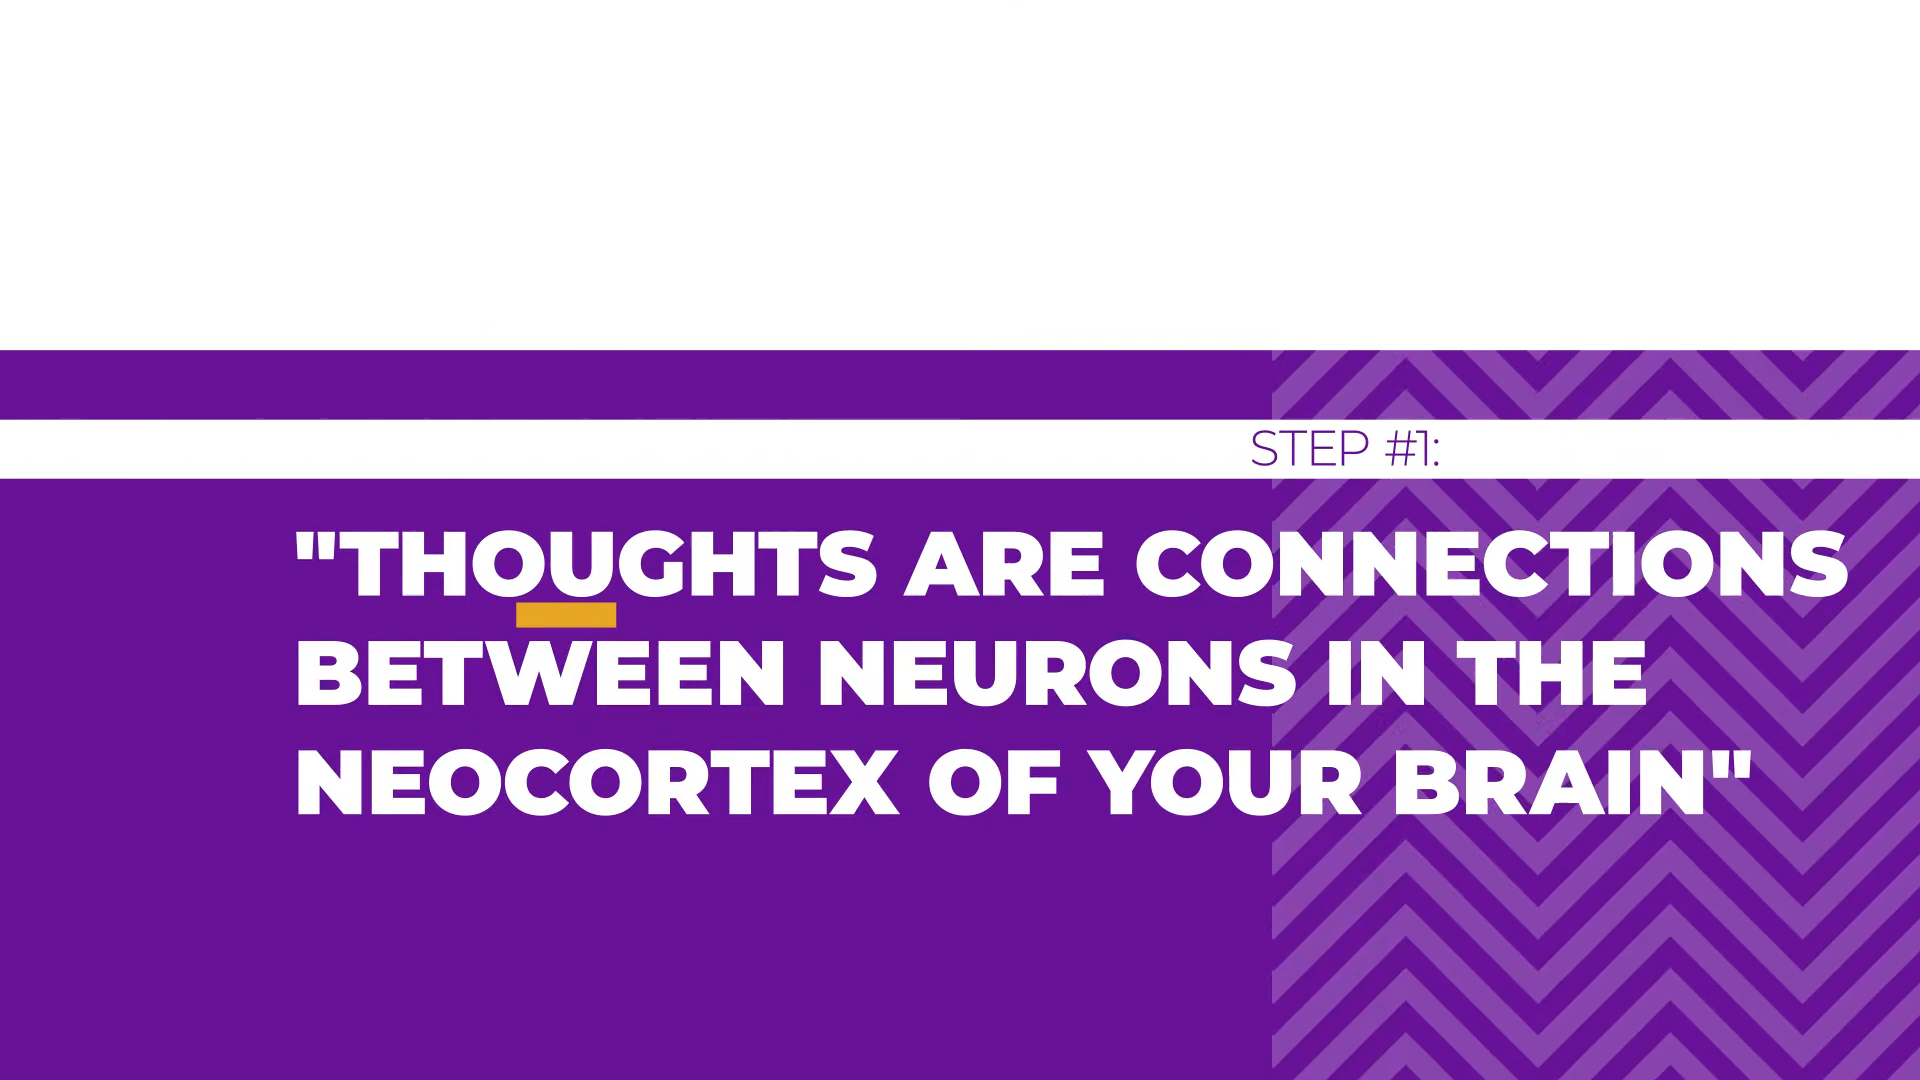 STEP #1:
"THOUGHTS ARE CONNECTIONS
BETWEEN NEURONS IN THE
NEOCORTEX OF YOUR BRAIN"